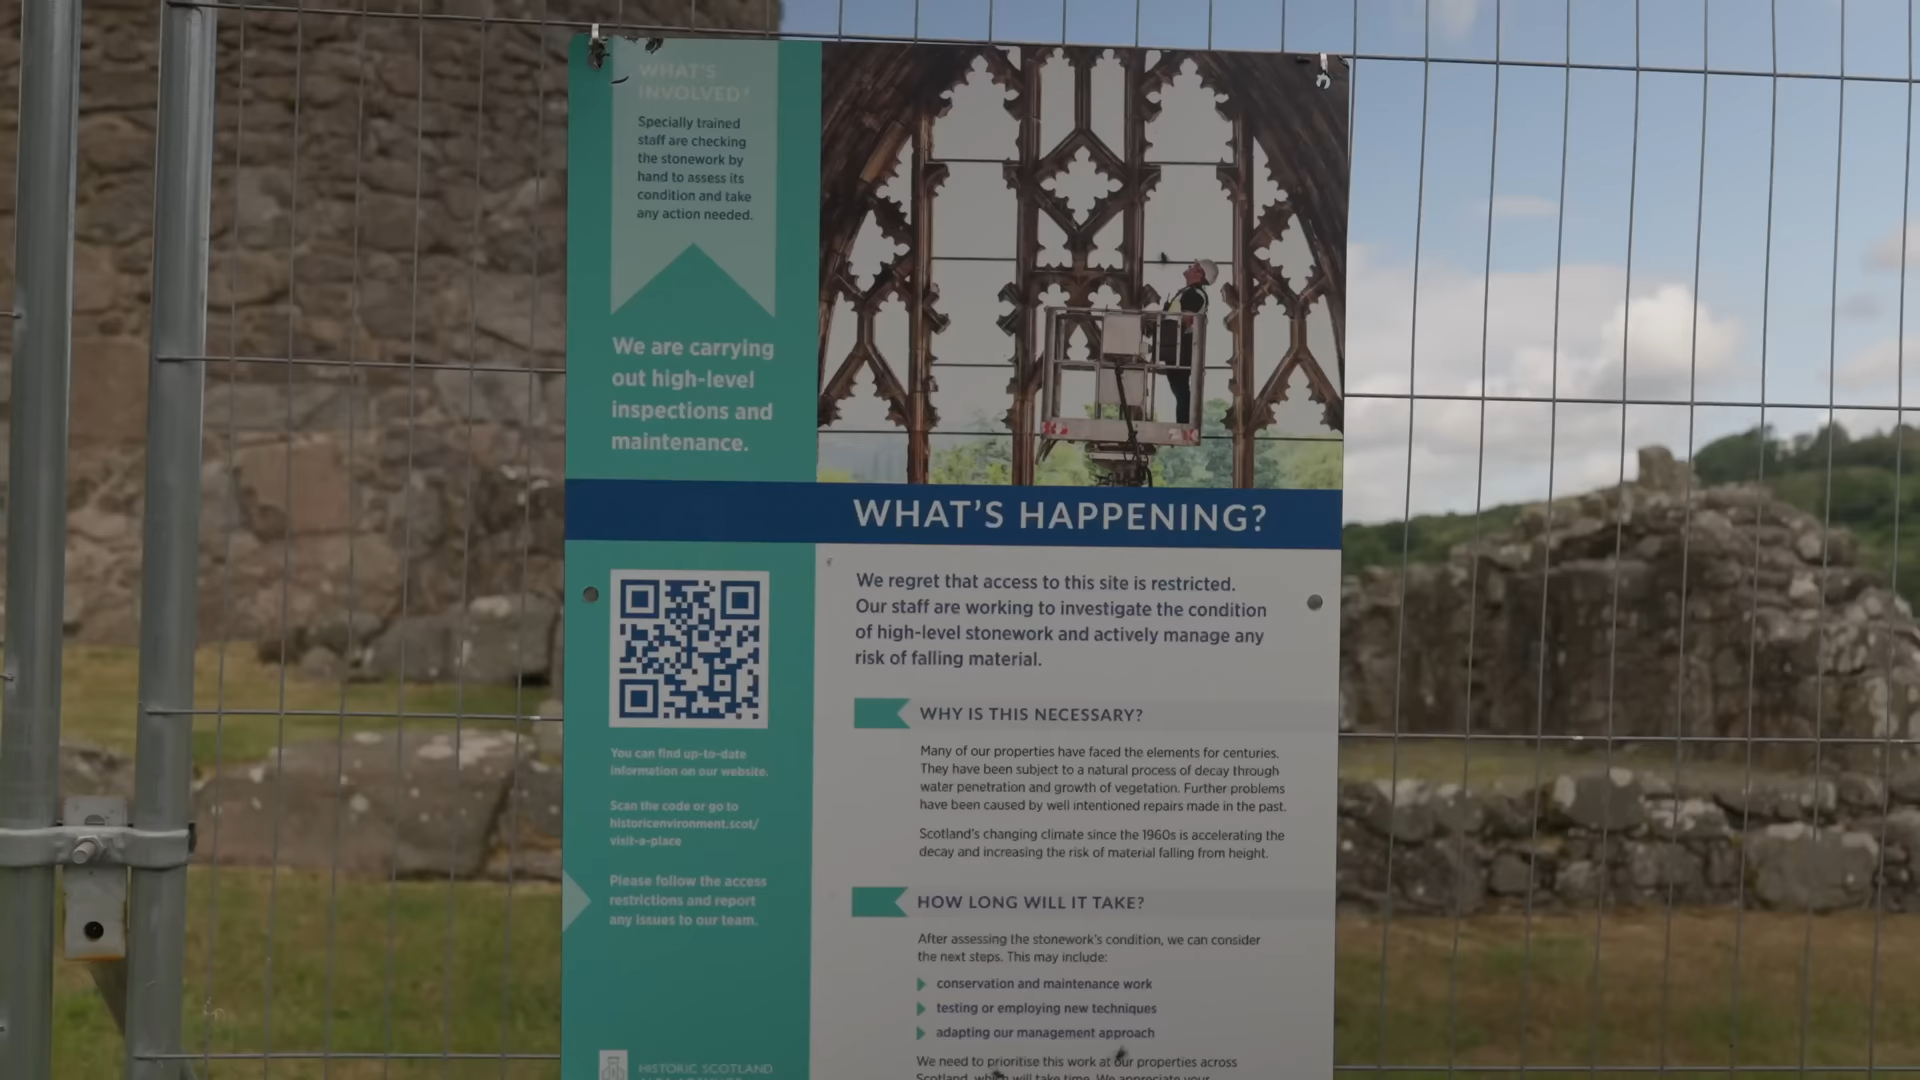 WHAT'S
INVOLVED?
Specially trained
staff are checking
the stonework by
hand to assess its
condition and take
any action needed.
We are carrying
out high-level
inspections and
maintenance.
WHAT'S HAPPENING?
You can find up-to-date
information on our website.
Scan the code or go to
historicenvironment.scot/
visit-a-place
Please follow the access
restrictions and report
any issues to our team.
HISTORIC SCOTLAND
We regret that access to this site is restricted.
Our staff are working to investigate the condition
of high-level stonework and actively manage any
risk of falling material.
WHY IS THIS NECESSARY?
Many of our properties have faced the elements for centuries.
They have been subject to a natural process of decay through
water penetration and growth of vegetation. Further problems
have been caused by well intentioned repairs made in the past.
Scotland's changing climate since the 1960s is accelerating the
decay and increasing the risk of material falling from height.
HOW LONG WILL IT TAKE?
After assessing the stonework's condition, we can consider
the next steps. This may include:
conservation and maintenance work
testing or employing new techniques
adapting our management approach
We need to prioritise this work at our properties across
Scotland, which will take time. We appreciate your